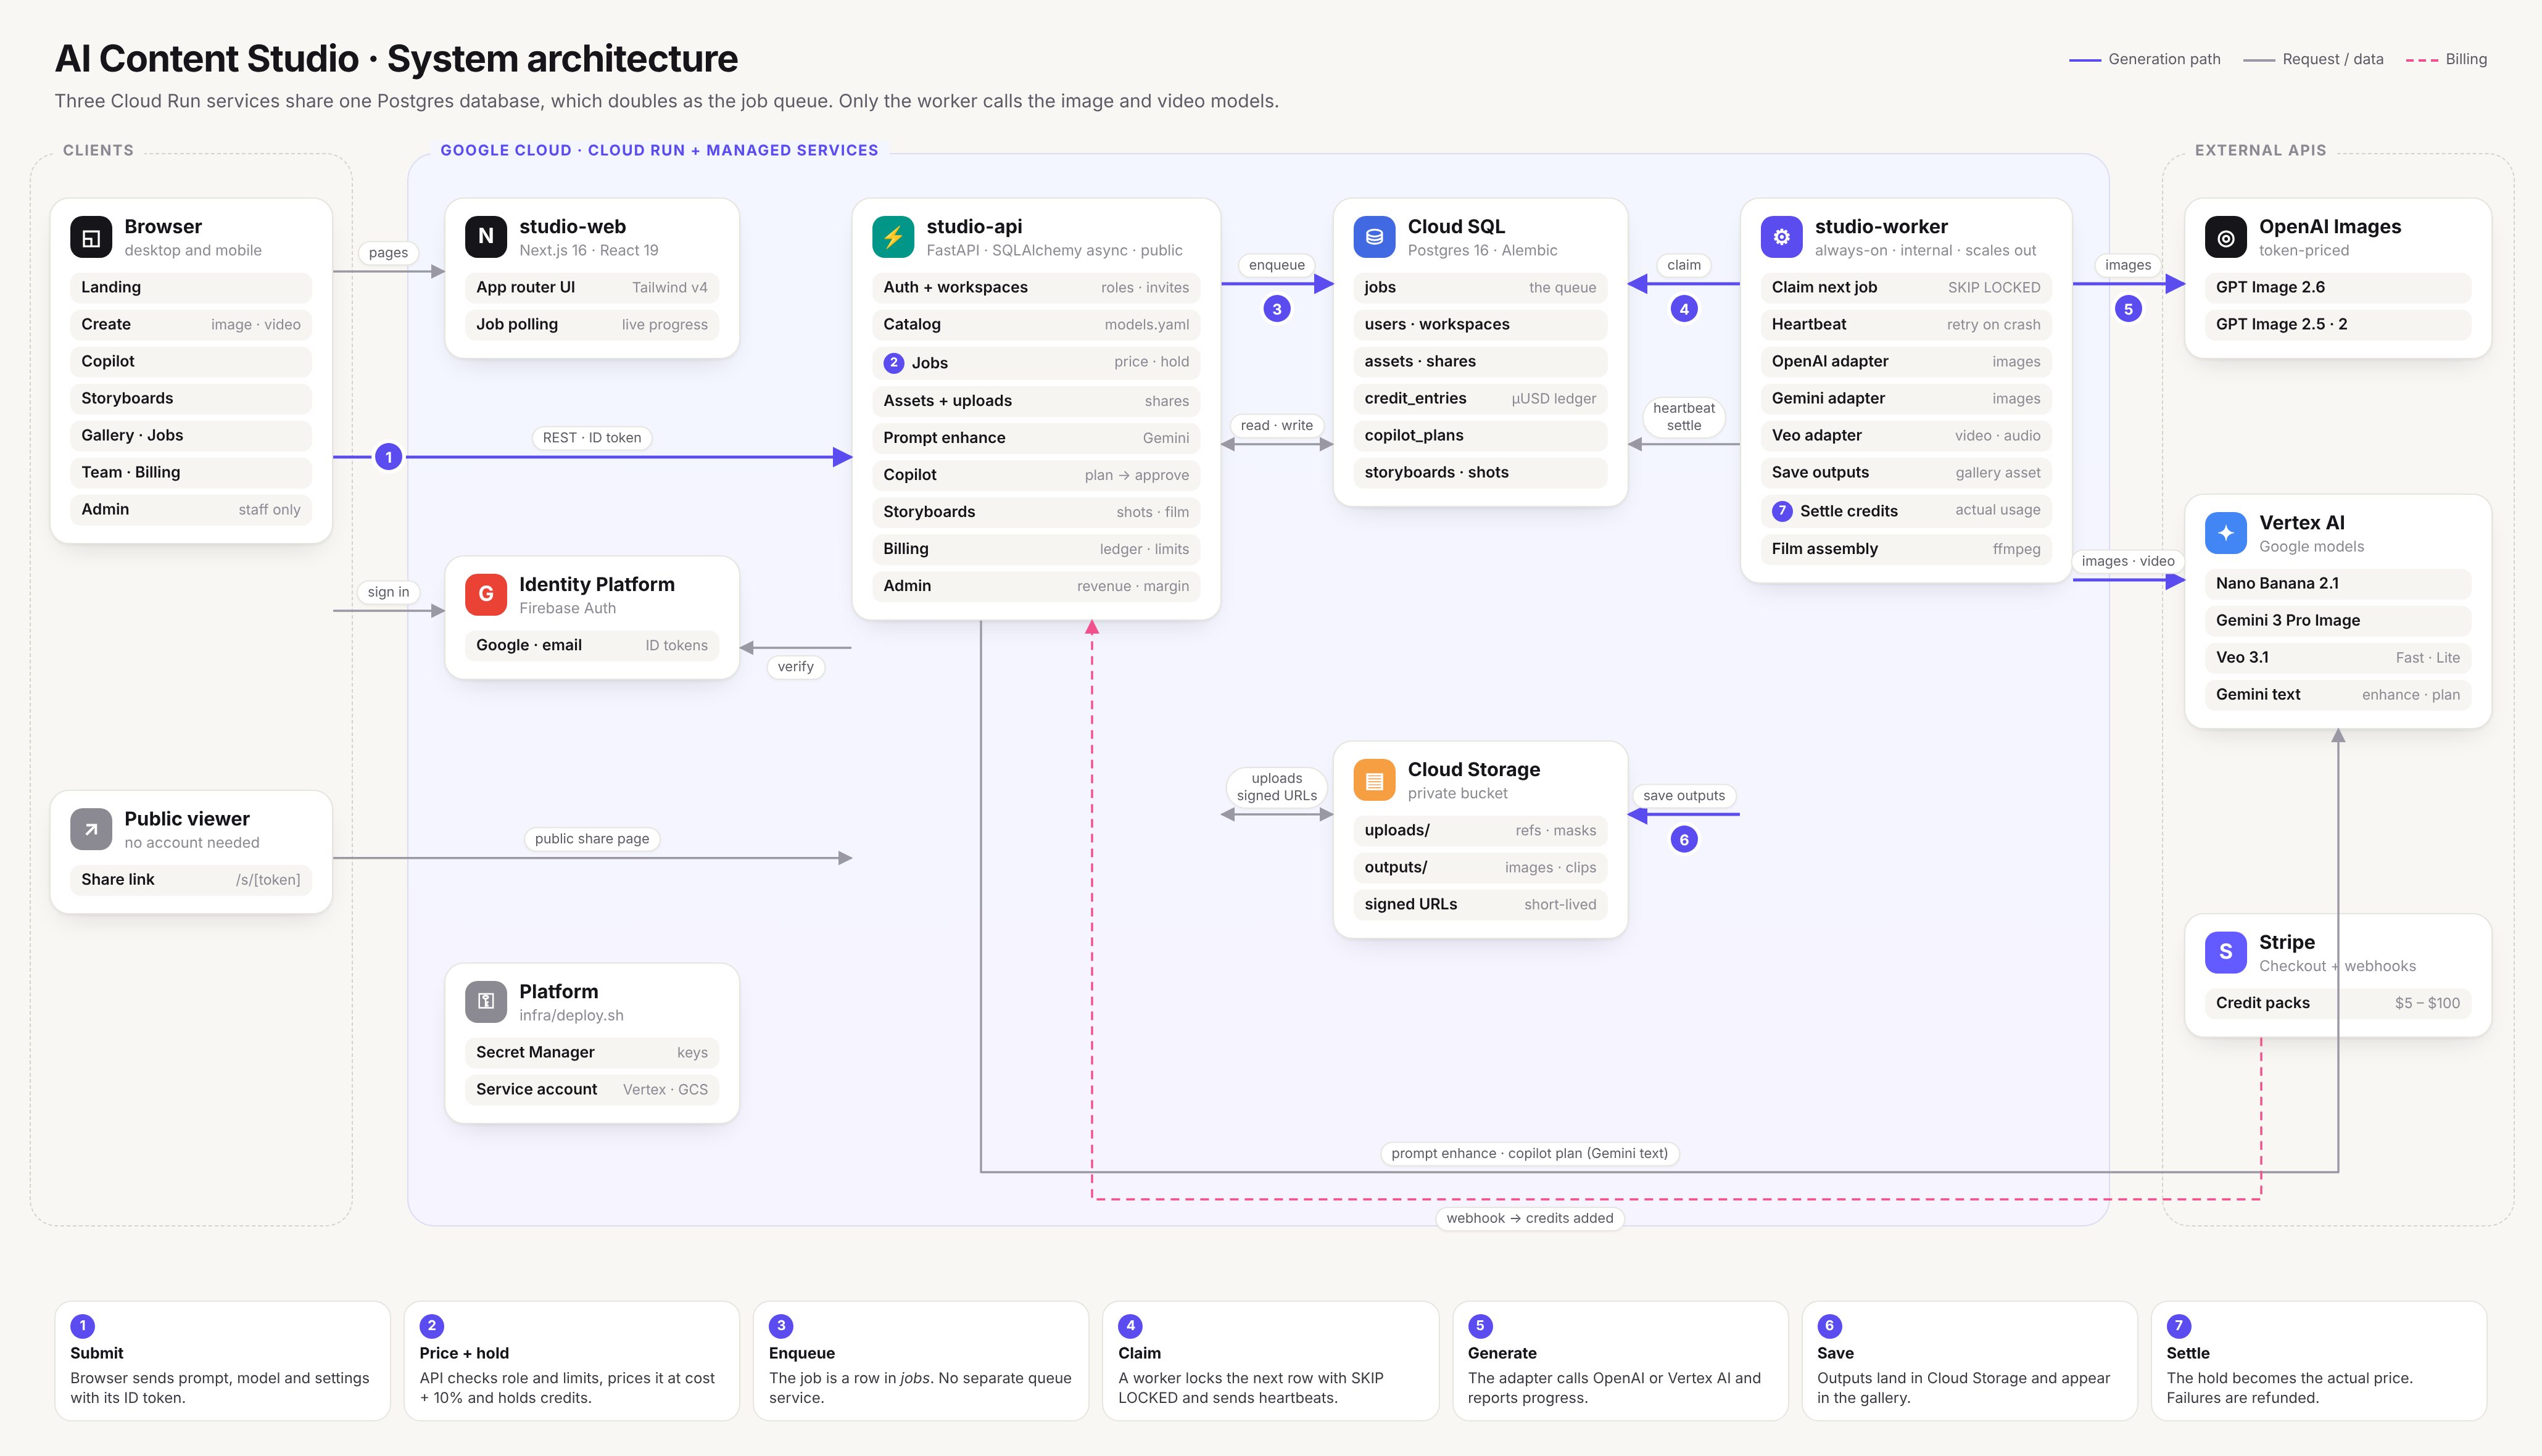 AI Content Studio · System architecture
Three Cloud Run services share one Postgres database, which doubles as the job queue. Only the worker calls the image and video models.
Generation path
Request / data
Billing
CLIENTS
Browser
desktop and mobile
Landing
Create image · video
Copilot
Storyboards
Gallery · Jobs
Team · Billing
Admin staff only
Public viewer
no account needed
Share link /s/[token]
pages
1
REST · ID token
sign in
public share page
GOOGLE CLOUD · CLOUD RUN + MANAGED SERVICES
N
studio-web
Next.js 16 · React 19
App router UI Tailwind v4
Job polling live progress
G
Identity Platform
Firebase Auth
Google · email ID tokens
verify
Platform
infra/deploy.sh
Secret Manager keys
Service account Vertex · GCS
studio-api
FastAPI · SQLAlchemy async · public
Auth + workspaces roles · invites
Catalog models.yaml
2 Jobs price · hold
Assets + uploads shares
Prompt enhance Gemini
Copilot plan → approve
Storyboards shots · film
Billing ledger · limits
Admin revenue · margin
enqueue
3
read · write
uploads
signed URLs
Cloud SQL
Postgres 16 · Alembic
jobs the queue
users · workspaces
assets · shares
credit_entries µUSD ledger
copilot_plans
storyboards · shots
Cloud Storage
private bucket
uploads/ refs · masks
outputs/ images · clips
signed URLs short-lived
claim
4
heartbeat
settle
save outputs
6
studio-worker
always-on · internal · scales out
Claim next job SKIP LOCKED
Heartbeat retry on crash
OpenAI adapter images
Gemini adapter images
Veo adapter video · audio
Save outputs gallery asset
7 Settle credits actual usage
Film assembly ffmpeg
images
5
images · video
prompt enhance · copilot plan (Gemini text)
webhook → credits added
EXTERNAL APIS
OpenAI Images
token-priced
GPT Image 2.6
GPT Image 2.5 · 2
Vertex AI
Google models
Nano Banana 2.1
Gemini 3 Pro Image
Veo 3.1 Fast · Lite
Gemini text enhance · plan
S
Stripe
Checkout + webhooks
Credit packs $5 – $100
1
Submit
Browser sends prompt, model and settings
with its ID token.
2
Price + hold
API checks role and limits, prices it at cost
+ 10% and holds credits.
3
Enqueue
The job is a row in jobs. No separate queue
service.
4
Claim
A worker locks the next row with SKIP
LOCKED and sends heartbeats.
5
Generate
The adapter calls OpenAI or Vertex AI and
reports progress.
6
Save
Outputs land in Cloud Storage and appear
in the gallery.
7
Settle
The hold becomes the actual price.
Failures are refunded.